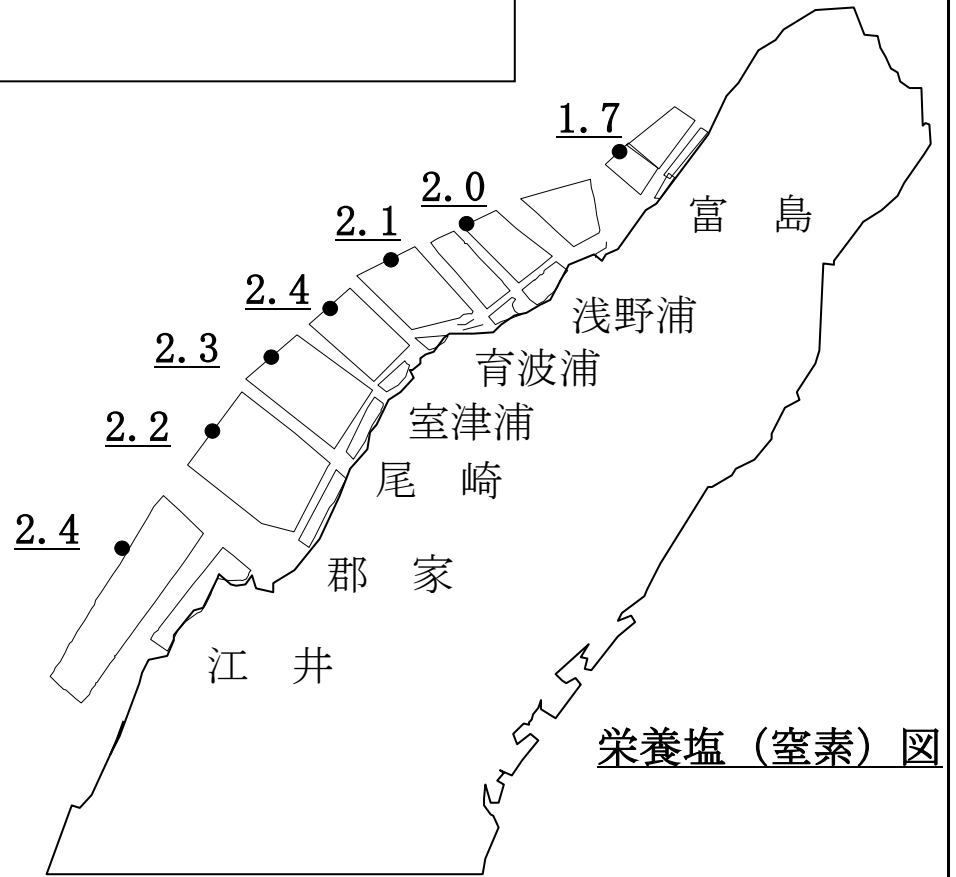 1.7
2.0
富 島
2.1
2.4
浅野浦
2.3
育波浦
2.2
室津浦
尾 崎
2.4
郡 家
江 井
栄養塩（窒素）図